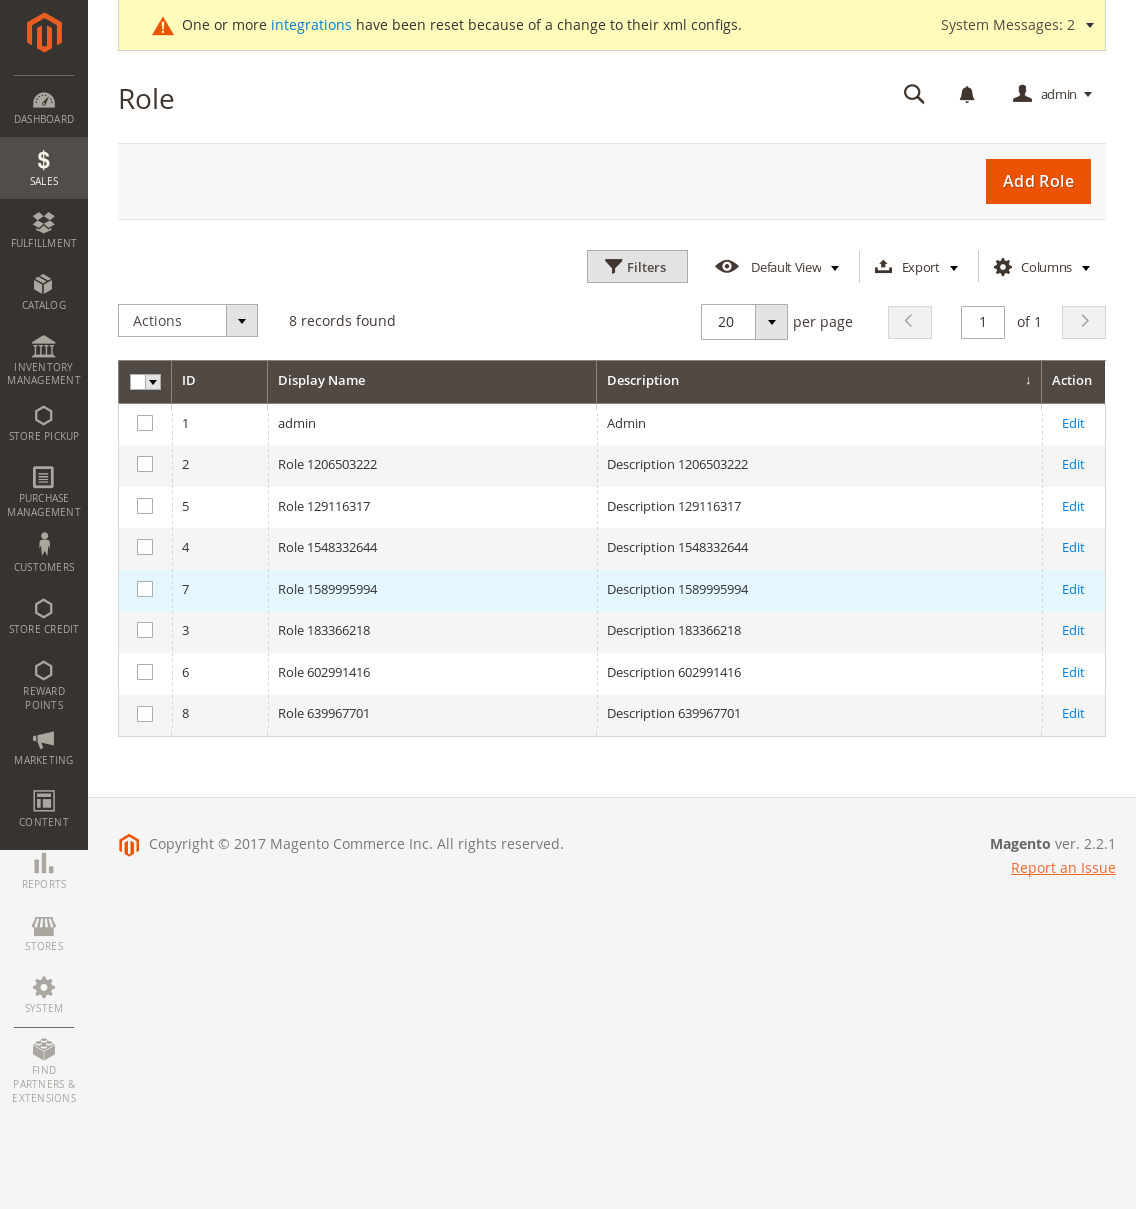 One or more integrations have been reset because of a change to their xml configs.
System Messages: 2
Role
admin
DASHBOARD
SALES
FULFILLMENT
CATALOG
INVENTORY
MANAGEMENT
STORE PICKUP
PURCHASE
MANAGEMENT
CUSTOMERS
STORE CREDIT
REWARD
POINTS
MARKETING
CONTENT
REPORTS
STORES
SYSTEM
FIND
PARTNERS &
EXTENSIONS
Add Role
Filters Default View Export Columns
Actions 8 records found 20 per page 1 of 1
ID Display Name Description ↓ Action
1 admin Admin Edit
2 Role 1206503222 Description 1206503222 Edit
5 Role 129116317 Description 129116317 Edit
4 Role 1548332644 Description 1548332644 Edit
7 Role 1589995994 Description 1589995994 Edit
3 Role 183366218 Description 183366218 Edit
6 Role 602991416 Description 602991416 Edit
8 Role 639967701 Description 639967701 Edit
Copyright © 2017 Magento Commerce Inc. All rights reserved.
Magento ver. 2.2.1
Report an Issue